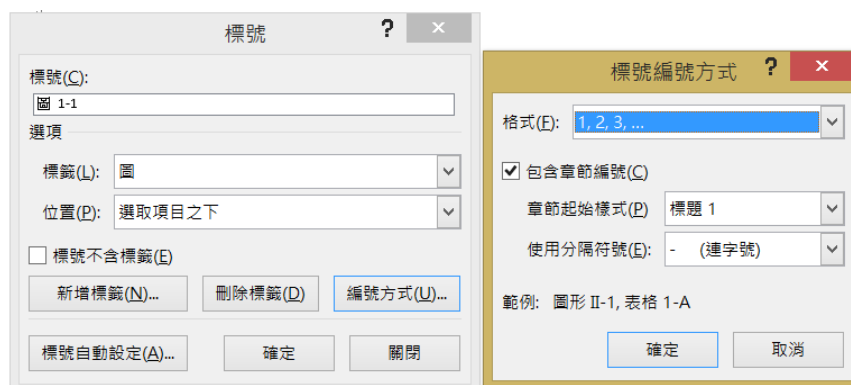 標號 ? ×
標號(C):
圖 1-1
選項
標籤(L): 圖
位置(P): 選取項目之下
標號不含標籤(E)
新增標籤(N)... 刪除標籤(D) 編號方式(U)...
標號自動設定(A)... 確定 關閉
標號編號方式 ? ×
格式(F): 1, 2, 3, ...
包含章節編號(C)
章節起始樣式(P) 標題 1
使用分隔符號(E): - (連字號)
範例: 圖形 II-1, 表格 1-A
確定 取消